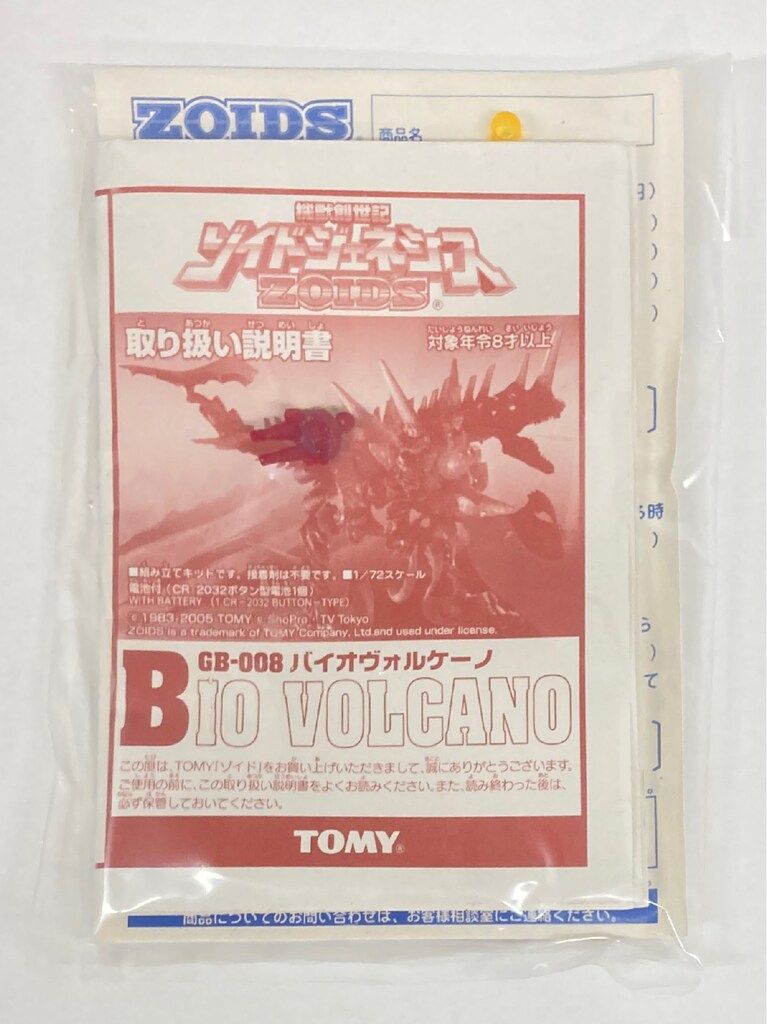 ZOIDS
商品名
機獣創世記
ゾイドジェネシス
ZOIDS®
取り扱い説明書
対象年令8才以上
■組み立てキットです。接着剤は不要です。■1/72スケール
電池付(CR-2032ボタン型電池1個)
WITH BATTERY (1 CR-2032 BUTTON-TYPE)
© 1983-2005 TOMY © ShoPro・TV Tokyo
ZOIDS is a trademark of TOMY Company, Ltd.and used under license.
GB-008 バイオヴォルケーノ
BIO VOLCANO
この度は、TOMY「ゾイド」をお買い上げいただきまして、誠にありがとうございます。
ご使用の前に、この取り扱い説明書をよくお読みください。また、読み終わった後は、
必ず保管しておいてください。
TOMY®
商品についてのお問い合わせは、お客様相談室にご連絡ください。